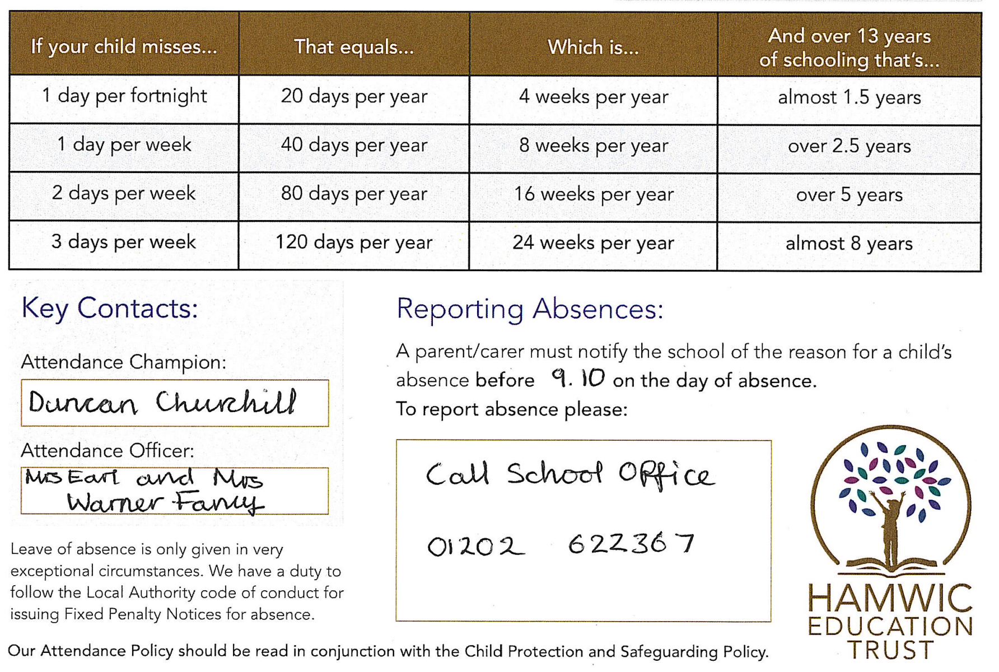 If your child misses... That equals... Which is... And over 13 years
of schooling that's...
1 day per fortnight 20 days per year 4 weeks per year almost 1.5 years
1 day per week 40 days per year 8 weeks per year over 2.5 years
2 days per week 80 days per year 16 weeks per year over 5 years
3 days per week 120 days per year 24 weeks per year almost 8 years
Key Contacts:
Attendance Champion:
Duncan Churchill
Attendance Officer:
Mrs Earl and Mrs
Warner Fancy
Leave of absence is only given in very
exceptional circumstances. We have a duty to
follow the Local Authority code of conduct for
issuing Fixed Penalty Notices for absence.
Reporting Absences:
A parent/carer must notify the school of the reason for a child's
absence before 9.10 on the day of absence.
To report absence please:
Call School Office
01202 622367
HAMWIC
EDUCATION
TRUST
Our Attendance Policy should be read in conjunction with the Child Protection and Safeguarding Policy.